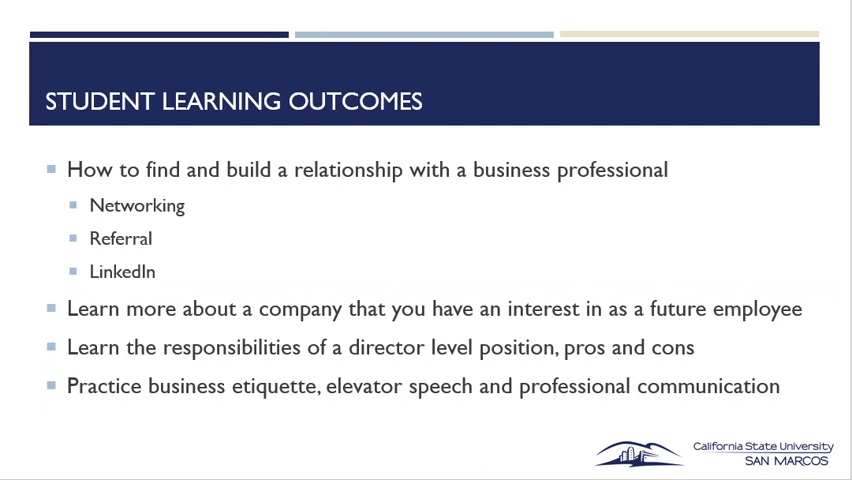 STUDENT LEARNING OUTCOMES
How to find and build a relationship with a business professional
Networking
Referral
LinkedIn
Learn more about a company that you have an interest in as a future employee
Learn the responsibilities of a director level position, pros and cons
Practice business etiquette, elevator speech and professional communication
California State University
SAN MARCOS